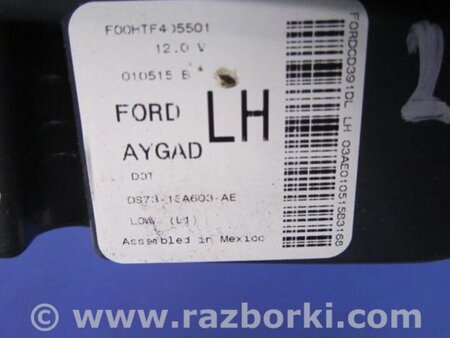 F00HTF405501
12.0 V
010515 B
FORD
LH
AYGAD
DOT
DS73-13A603-AE
LOW (L1)
Assembled in Mexico
FORDCD391DL LH 03AE010515B3168
© www.razborki.com